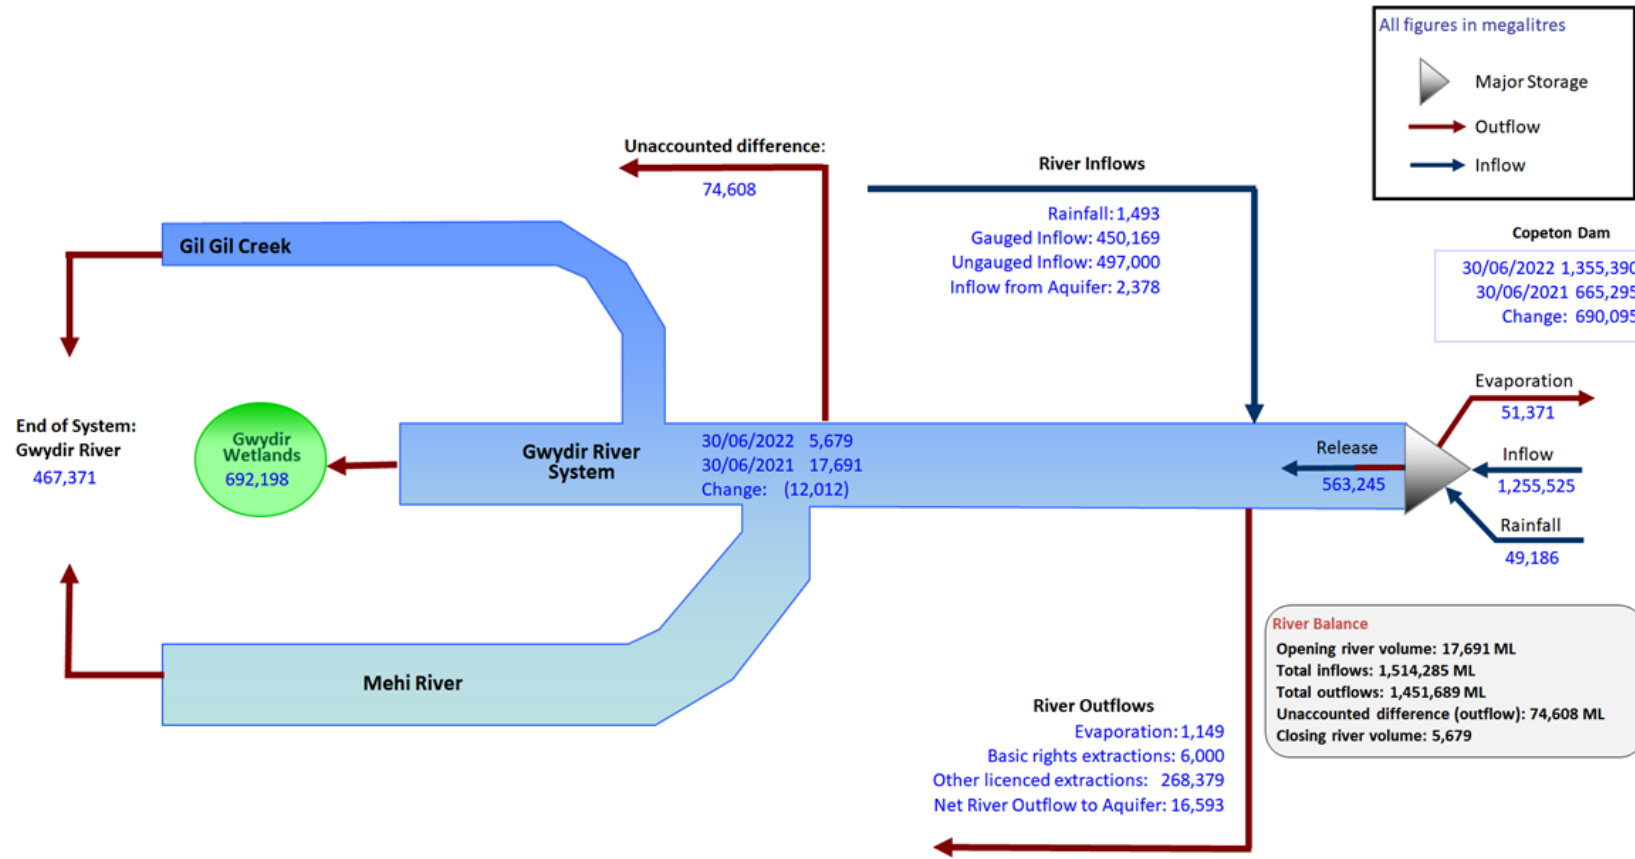 All figures in megalitres
Major Storage
Outflow
Inflow
Unaccounted difference:
74,608
River Inflows
Rainfall: 1,493
Gauged Inflow: 450,169
Ungauged Inflow: 497,000
Inflow from Aquifer: 2,378
Copeton Dam
30/06/2022 1,355,390
30/06/2021 665,295
Change: 690,095
Gil Gil Creek
Evaporation
51,371
Inflow
1,255,525
Rainfall
49,186
End of System:
Gwydir River
467,371
Gwydir
Wetlands
692,198
Gwydir River
System
30/06/2022 5,679
30/06/2021 17,691
Change: (12,012)
Release
563,245
Mehi River
River Balance
Opening river volume: 17,691 ML
Total inflows: 1,514,285 ML
Total outflows: 1,451,689 ML
Unaccounted difference (outflow): 74,608 ML
Closing river volume: 5,679
River Outflows
Evaporation: 1,149
Basic rights extractions: 6,000
Other licenced extractions: 268,379
Net River Outflow to Aquifer: 16,593